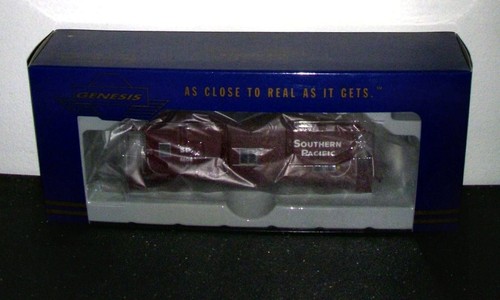 GENESIS
AS CLOSE TO REAL AS IT GETS.™
SOUTHERN
PACIFIC